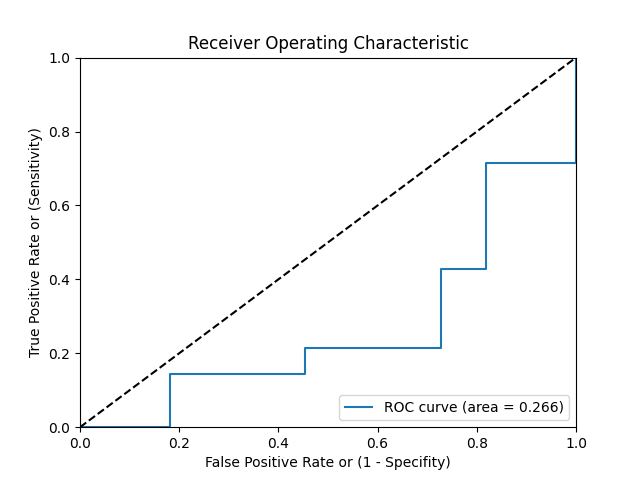 Receiver Operating Characteristic
True Positive Rate or (Sensitivity)
1.0
0.8
0.6
0.4
0.2
0.0
0.0 0.2 0.4 0.6 0.8 1.0
ROC curve (area = 0.266)
False Positive Rate or (1 - Specifity)